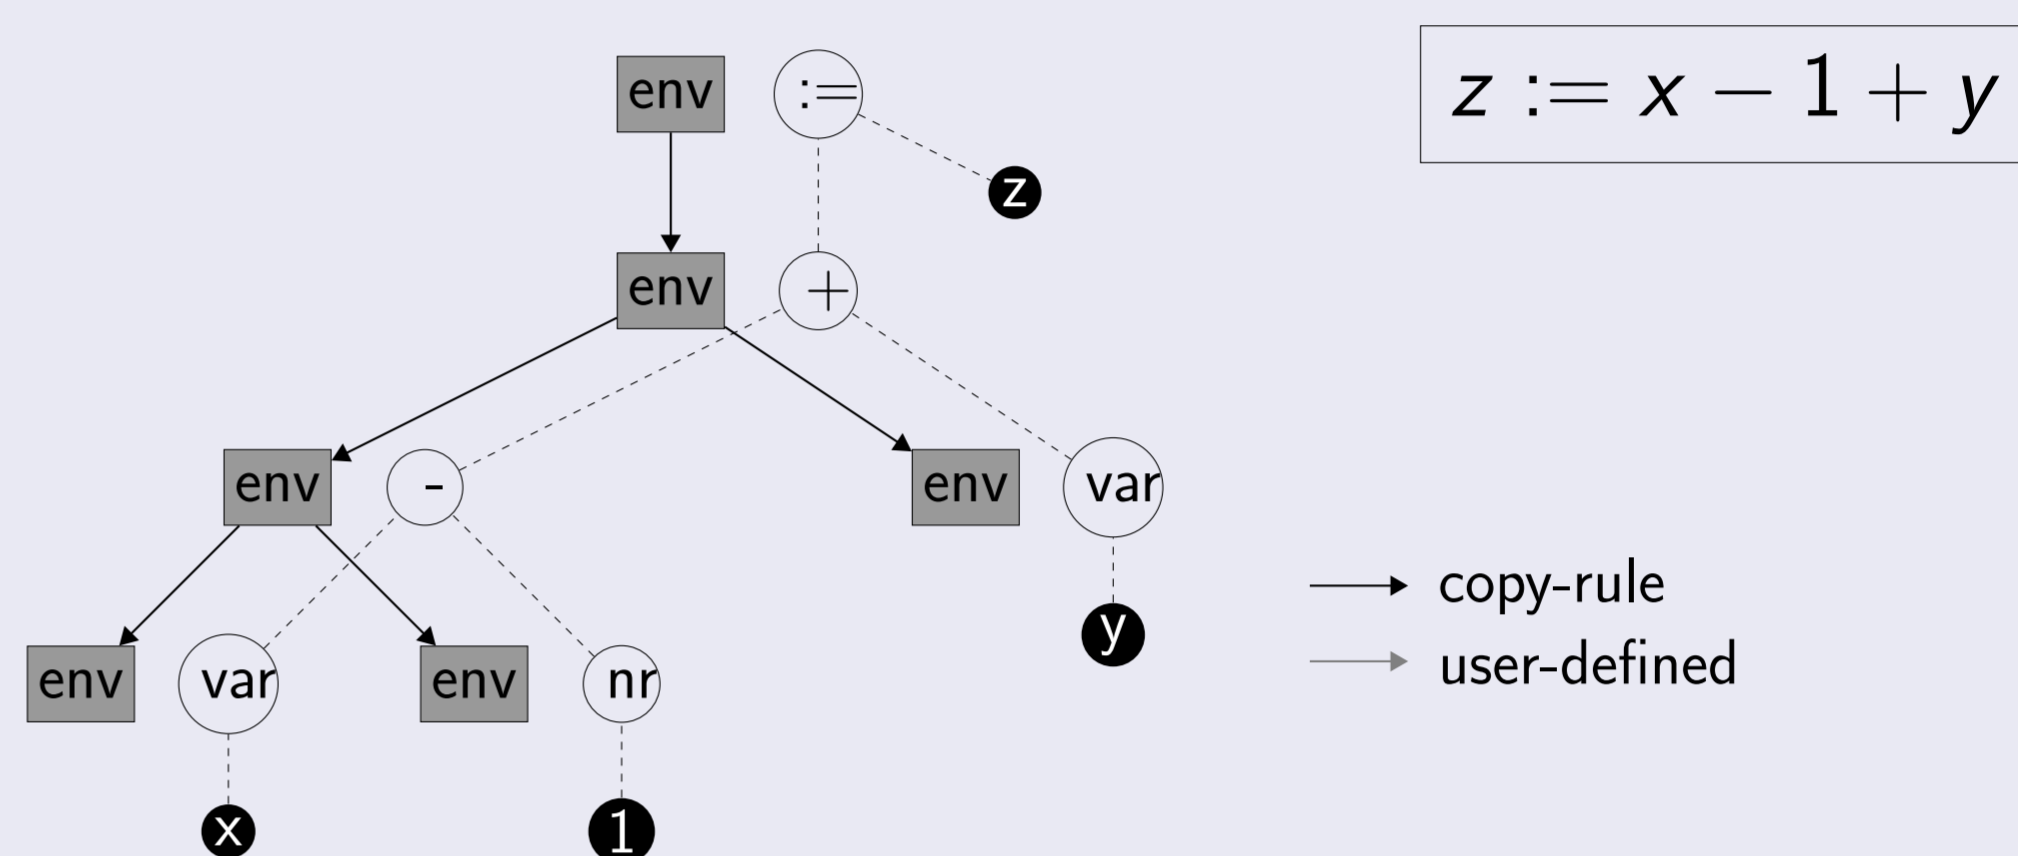 env :=
z := x − 1 + y
z
env +
env - env var
copy-rule
y
user-defined
env var env nr
x 1